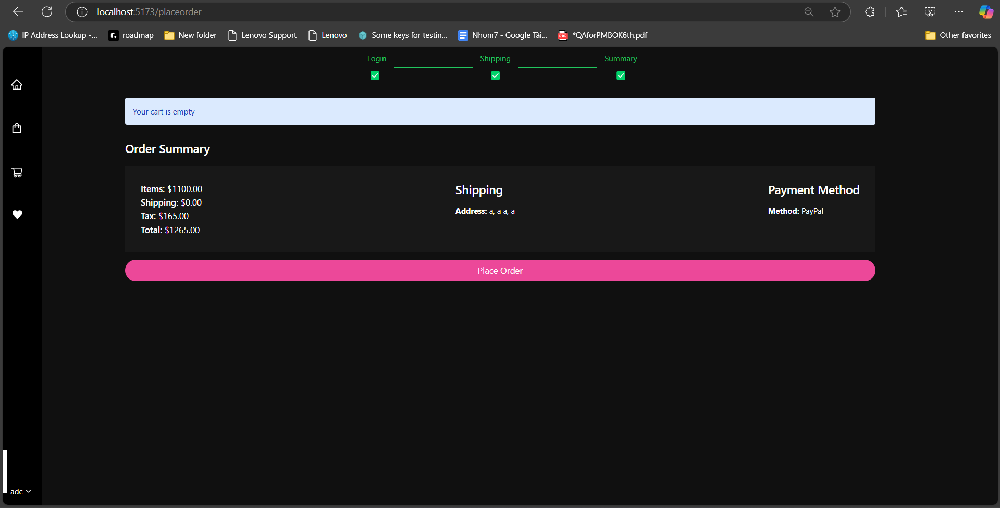 localhost:5173/placeorder
IP Address Lookup -...
roadmap
New folder
Lenovo Support
Lenovo
Some keys for testin...
Nhom7 - Google Tài...
PDF
*QAforPMBOK6th.pdf
Other favorites
Login
Shipping
Summary
Your cart is empty
Order Summary
Items: $1100.00
Shipping: $0.00
Tax: $165.00
Total: $1265.00
Shipping
Address: a, a a, a
Payment Method
Method: PayPal
Place Order
adc